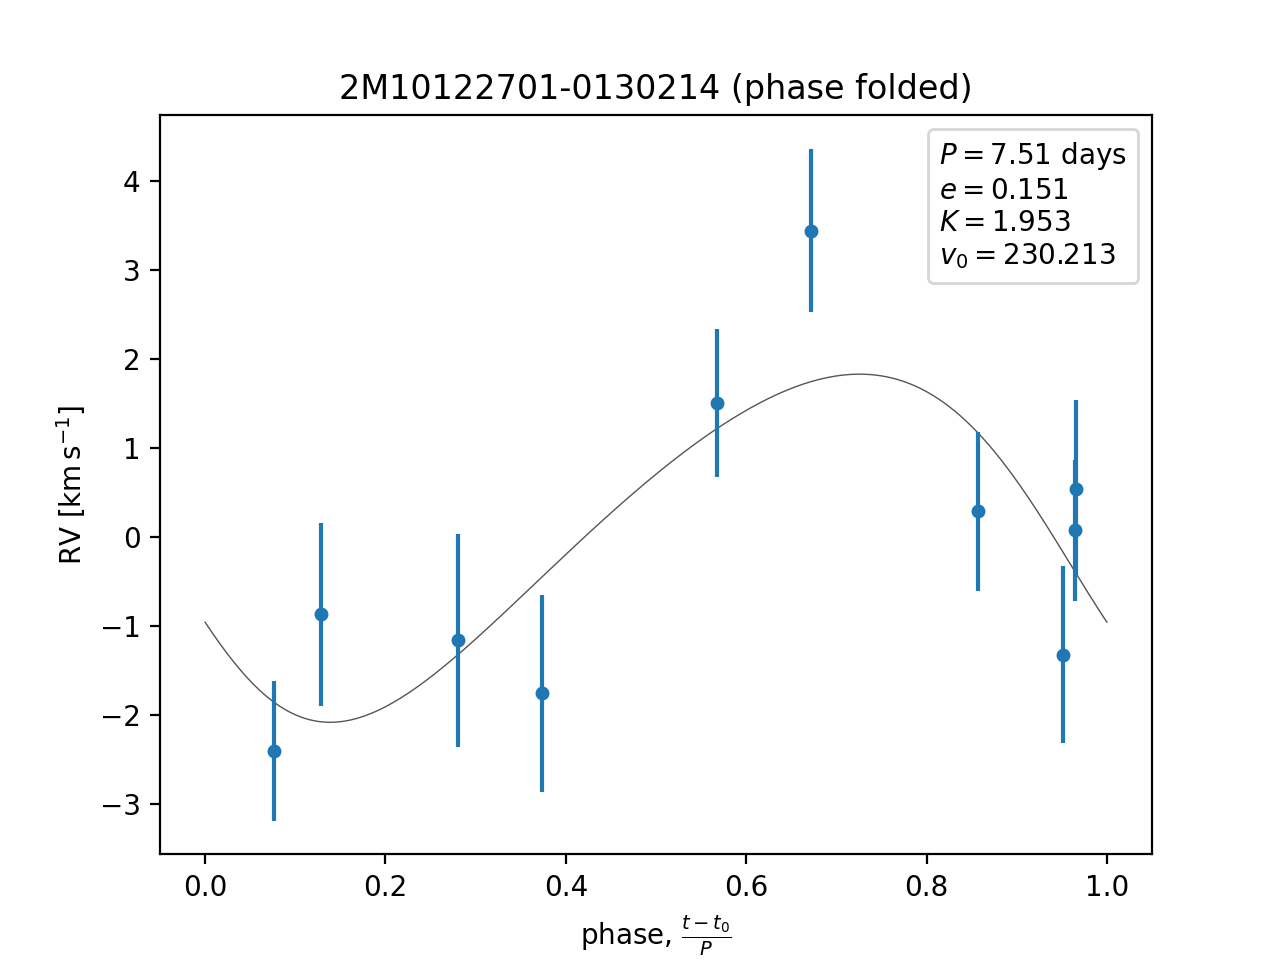 2M10122701-0130214 (phase folded)
P = 7.51 days
e = 0.151
K = 1.953
v₀ = 230.213
4
3
2
1
0
−1
−2
−3
RV [km s⁻¹]
0.0 0.2 0.4 0.6 0.8 1.0
phase, (t − t₀)/P